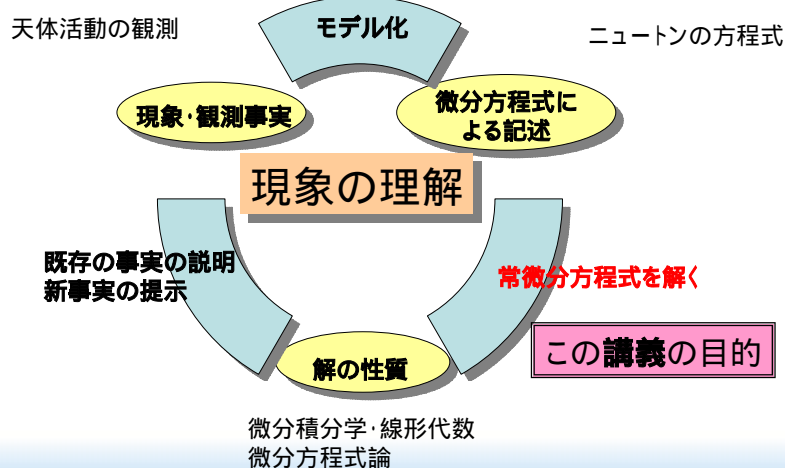 天体活動の観測
モデル化
ニュートンの方程式
現象・観測事実
微分方程式に
よる記述
現象の理解
既存の事実の説明
新事実の提示
常微分方程式を解く
この講義の目的
解の性質
微分積分学・線形代数
微分方程式論